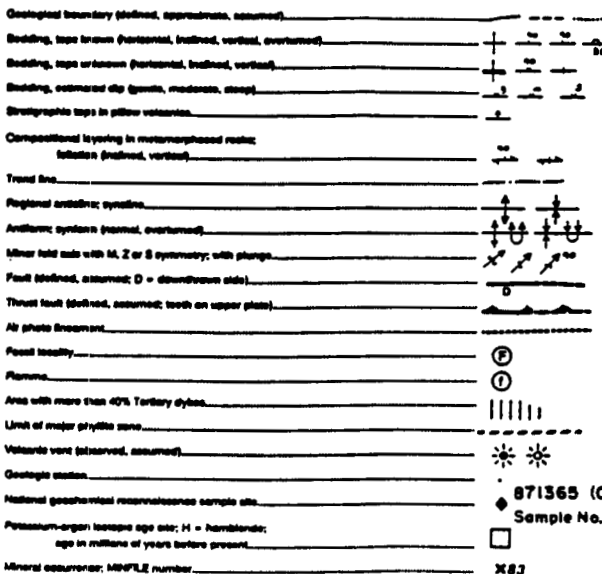 Geological boundary (defined, approximate, assumed)
Bedding, tops known (horizontal, inclined, vertical, overturned)
Bedding, tops unknown (horizontal, inclined, vertical)
Bedding, estimated dip (gentle, moderate, steep)
Stratigraphic tops in pillow volcanics
Compositional layering in metamorphosed rocks;
foliation (inclined, vertical)
Trend line
Regional anticline; syncline
Antiform; synform (normal, overturned)
Minor fold axis with M, Z or S symmetry; with plunge
Fault (defined, assumed; D = downthrown side)
D
Thrust fault (defined, assumed; teeth on upper plate)
Air photo lineament
Fossil locality
F
Flamme
f
Area with more than 40% Tertiary dykes
Limit of major phyllite zone
Volcanic vent (observed, assumed)
Geologic station
National geochemical reconnaissance sample site
871365 (
Sample No.
Potassium-argon isotopic age site; H = hornblende;
age in millions of years before present
Mineral occurrence; MINFILE number
X83